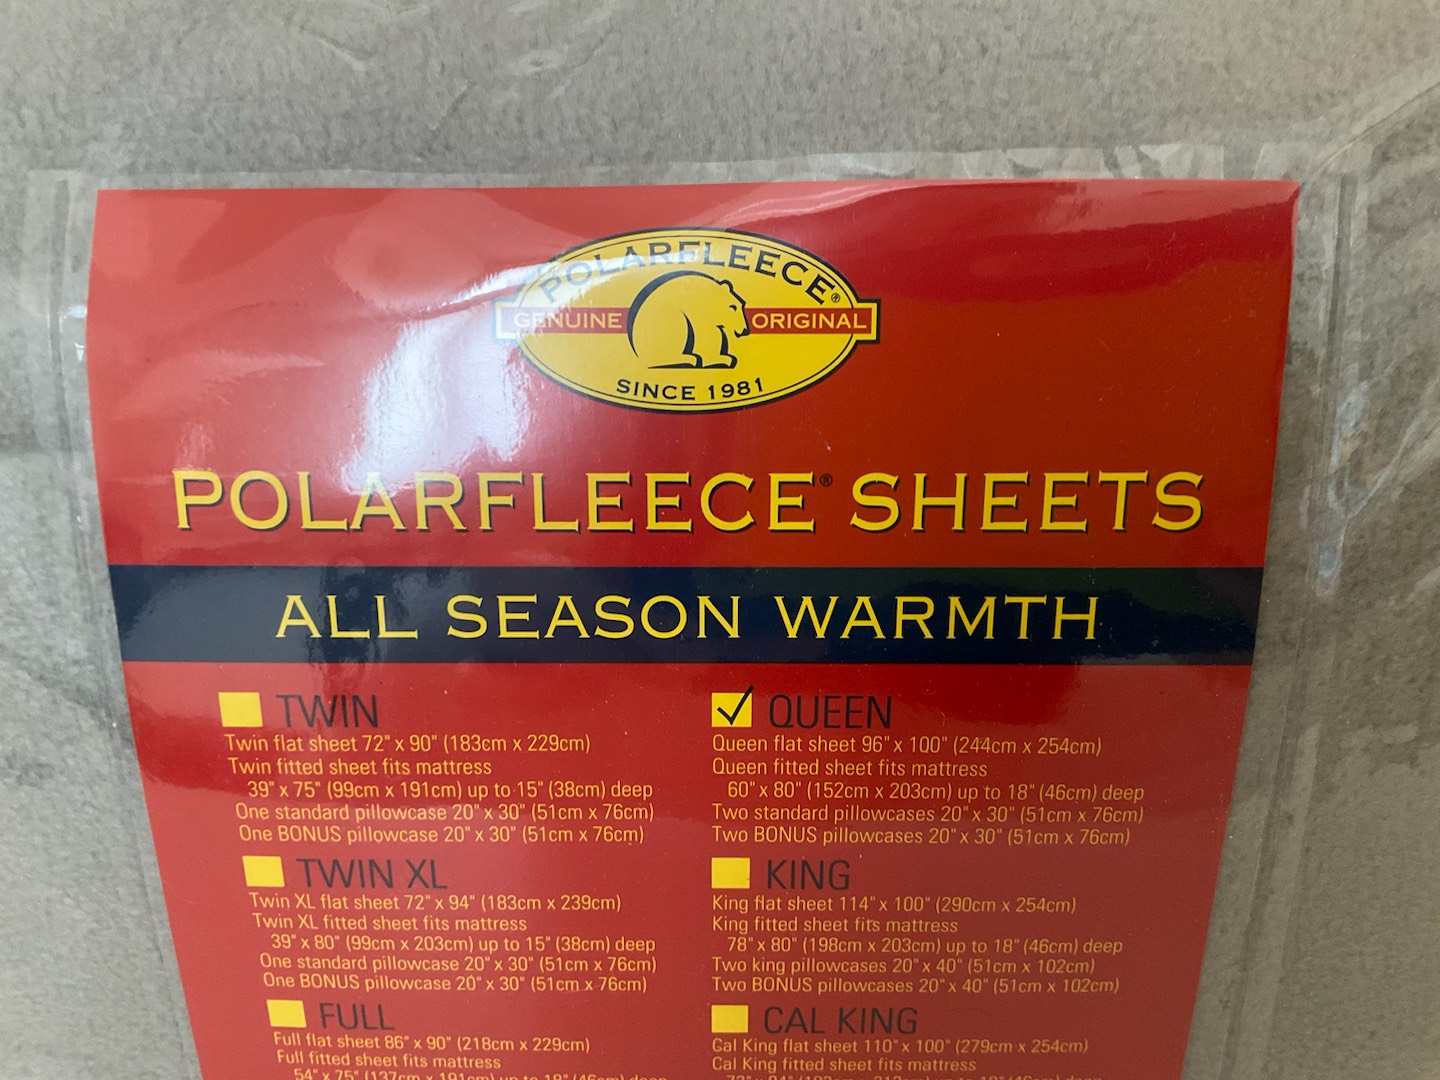 POLARFLEECE®
GENUINE ORIGINAL
SINCE 1981
POLARFLEECE® SHEETS
ALL SEASON WARMTH
TWIN
Twin flat sheet 72" x 90" (183cm x 229cm)
Twin fitted sheet fits mattress
39" x 75" (99cm x 191cm) up to 15" (38cm) deep
One standard pillowcase 20" x 30" (51cm x 76cm)
One BONUS pillowcase 20" x 30" (51cm x 76cm)
TWIN XL
Twin XL flat sheet 72" x 94" (183cm x 239cm)
Twin XL fitted sheet fits mattress
39" x 80" (99cm x 203cm) up to 15" (38cm) deep
One standard pillowcase 20" x 30" (51cm x 76cm)
One BONUS pillowcase 20" x 30" (51cm x 76cm)
FULL
Full flat sheet 86" x 90" (218cm x 229cm)
Full fitted sheet fits mattress
54" x 75" (137cm x 191cm) up to 18" (46cm) deep
QUEEN
Queen flat sheet 96" x 100" (244cm x 254cm)
Queen fitted sheet fits mattress
60" x 80" (152cm x 203cm) up to 18" (46cm) deep
Two standard pillowcases 20" x 30" (51cm x 76cm)
Two BONUS pillowcases 20" x 30" (51cm x 76cm)
KING
King flat sheet 114" x 100" (290cm x 254cm)
King fitted sheet fits mattress
78" x 80" (198cm x 203cm) up to 18" (46cm) deep
Two king pillowcases 20" x 40" (51cm x 102cm)
Two BONUS pillowcases 20" x 40" (51cm x 102cm)
CAL KING
Cal King flat sheet 110" x 100" (279cm x 254cm)
Cal King fitted sheet fits mattress